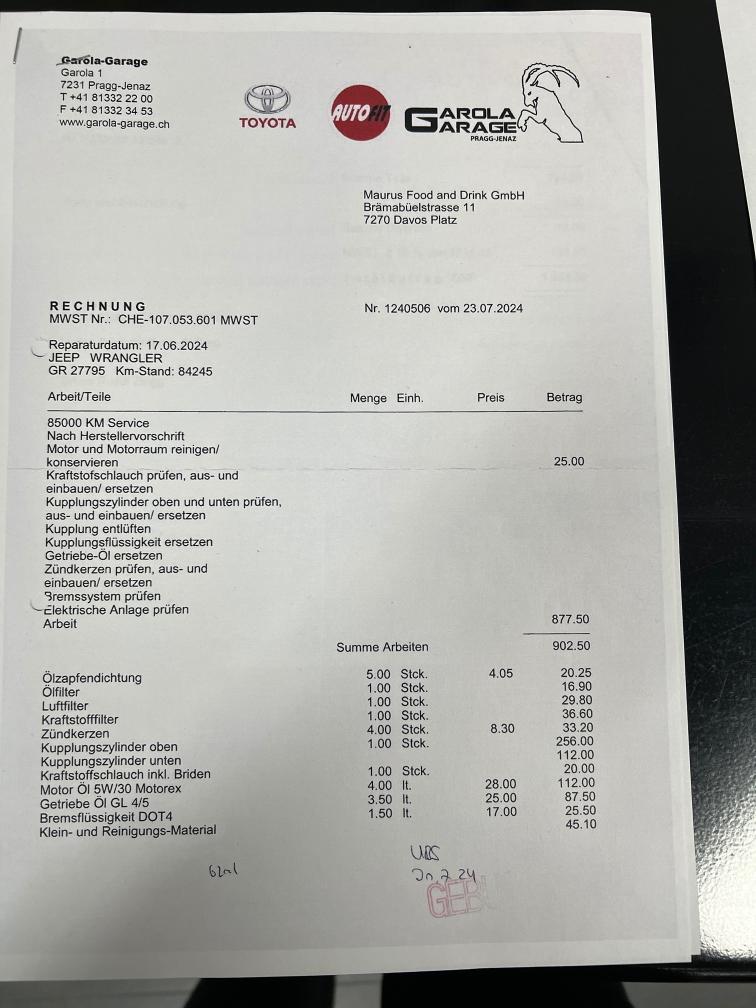 Garola-Garage
Garola 1
7231 Pragg-Jenaz
T +41 81332 22 00
F +41 81332 34 53
www.garola-garage.ch
TOYOTA
AUTOFIT
GAROLA
GARAGE
PRAGG-JENAZ
Maurus Food and Drink GmbH
Brämabüelstrasse 11
7270 Davos Platz
RECHNUNG
Nr. 1240506 vom 23.07.2024
MWST Nr.: CHE-107.053.601 MWST
Reparaturdatum: 17.06.2024
JEEP WRANGLER
GR 27795 Km-Stand: 84245
Arbeit/Teile Menge Einh. Preis Betrag
85000 KM Service
Nach Herstellervorschrift
Motor und Motorraum reinigen/
konservieren 25.00
Kraftstofschlauch prüfen, aus- und
einbauen/ ersetzen
Kupplungszylinder oben und unten prüfen,
aus- und einbauen/ ersetzen
Kupplung entlüften
Kupplungsflüssigkeit ersetzen
Getriebe-Öl ersetzen
Zündkerzen prüfen, aus- und
einbauen/ ersetzen
Bremssystem prüfen
Elektrische Anlage prüfen
Arbeit 877.50
Summe Arbeiten 902.50
Ölzapfendichtung 5.00 Stck. 4.05 20.25
Ölfilter 1.00 Stck. 16.90
Luftfilter 1.00 Stck. 29.80
Kraftstofffilter 1.00 Stck. 36.60
Zündkerzen 4.00 Stck. 8.30 33.20
Kupplungszylinder oben 1.00 Stck. 256.00
Kupplungszylinder unten 112.00
Kraftstoffschlauch inkl. Briden 1.00 Stck. 20.00
Motor Öl 5W/30 Motorex 4.00 lt. 28.00 112.00
Getriebe Öl GL 4/5 3.50 lt. 25.00 87.50
Bremsflüssigkeit DOT4 1.50 lt. 17.00 25.50
Klein- und Reinigungs-Material 45.10
UBS